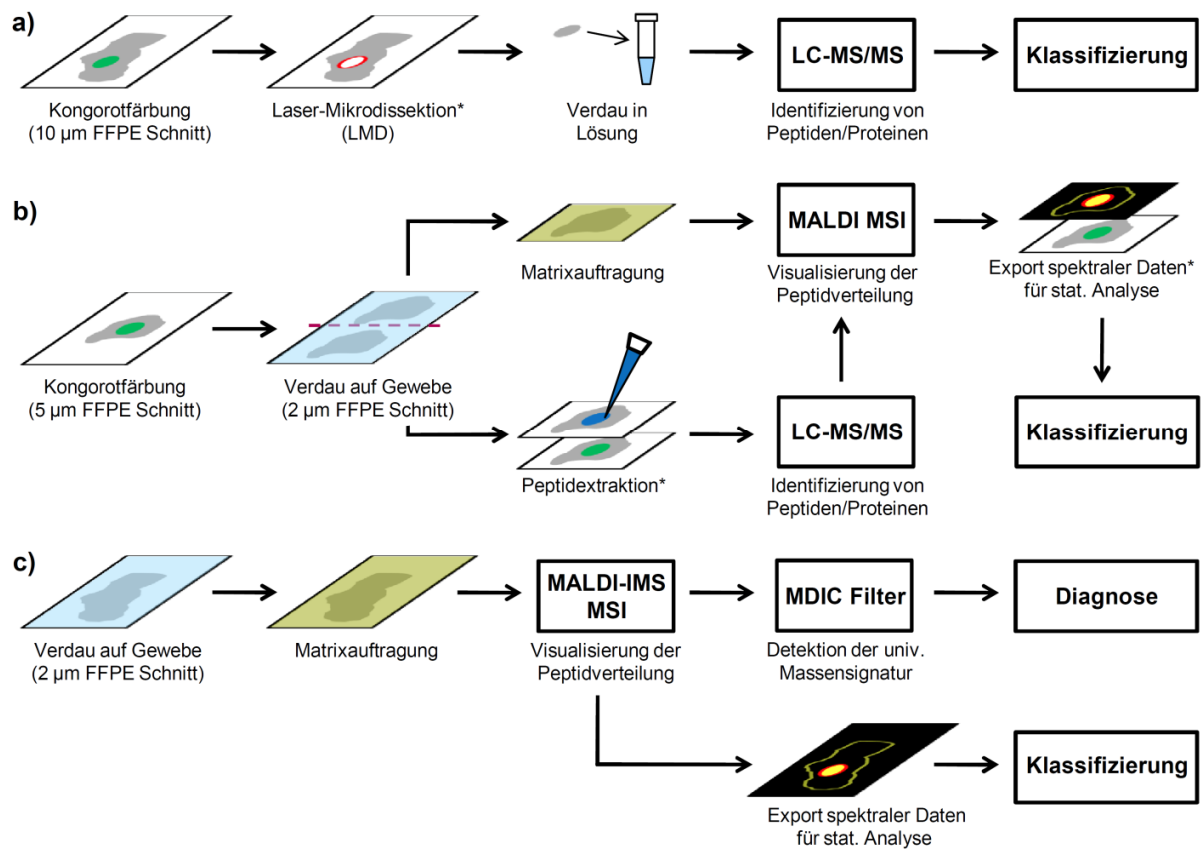 a)
LC-MS/MS
Klassifizierung
Kongorotfärbung
(10 µm FFPE Schnitt)
Laser-Mikrodissektion*
(LMD)
Verdau in
Lösung
Identifizierung von
Peptiden/Proteinen
b)
MALDI MSI
Matrixauftragung
Visualisierung der
Peptidverteilung
Export spektraler Daten*
für stat. Analyse
Kongorotfärbung
(5 µm FFPE Schnitt)
Verdau auf Gewebe
(2 µm FFPE Schnitt)
LC-MS/MS
Klassifizierung
Peptidextraktion*
Identifizierung von
Peptiden/Proteinen
c)
MALDI-IMS
MSI
MDIC Filter
Diagnose
Verdau auf Gewebe
(2 µm FFPE Schnitt)
Matrixauftragung
Visualisierung der
Peptidverteilung
Detektion der univ.
Massensignatur
Klassifizierung
Export spektraler Daten
für stat. Analyse